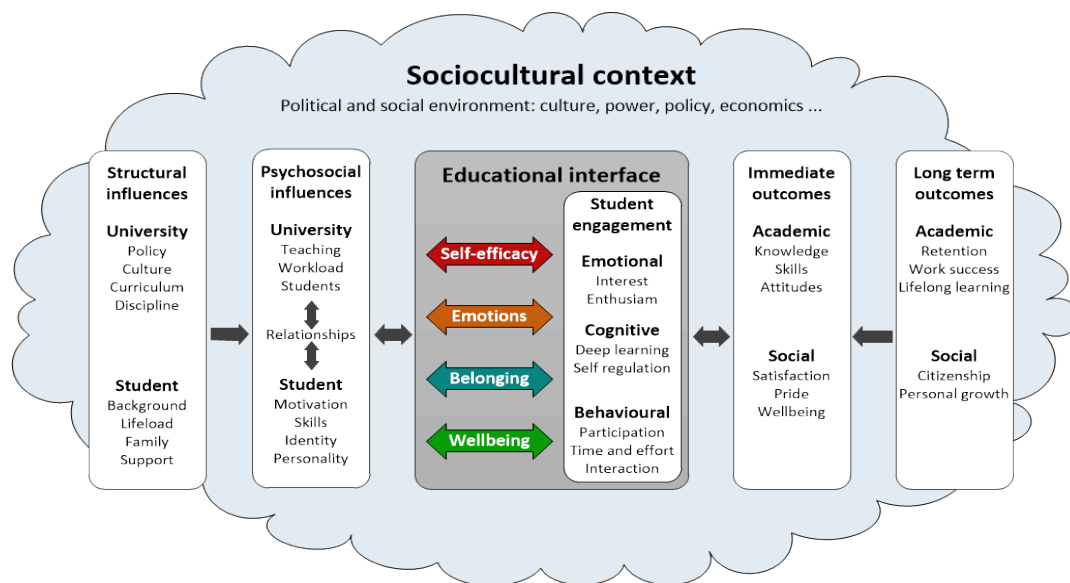 Sociocultural context
Political and social environment: culture, power, policy, economics ...
Structural
influences
University
Policy
Culture
Curriculum
Discipline
Student
Background
Lifeload
Family
Support
Psychosocial
influences
University
Teaching
Workload
Students
Relationships
Student
Motivation
Skills
Identity
Personality
Educational interface
Self-efficacy
Emotions
Belonging
Wellbeing
Student
engagement
Emotional
Interest
Enthusiam
Cognitive
Deep learning
Self regulation
Behavioural
Participation
Time and effort
Interaction
Immediate
outcomes
Academic
Knowledge
Skills
Attitudes
Social
Satisfaction
Pride
Wellbeing
Long term
outcomes
Academic
Retention
Work success
Lifelong learning
Social
Citizenship
Personal growth